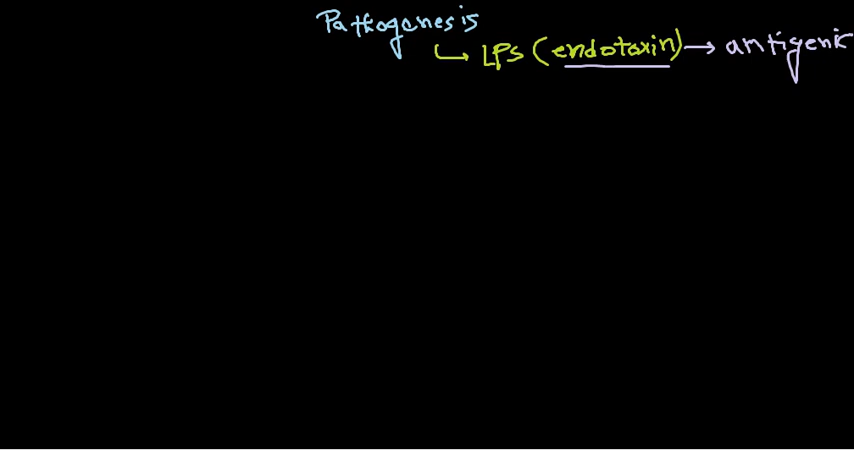 Pathogenesis
↳ LPS (endotoxin) → antigenic